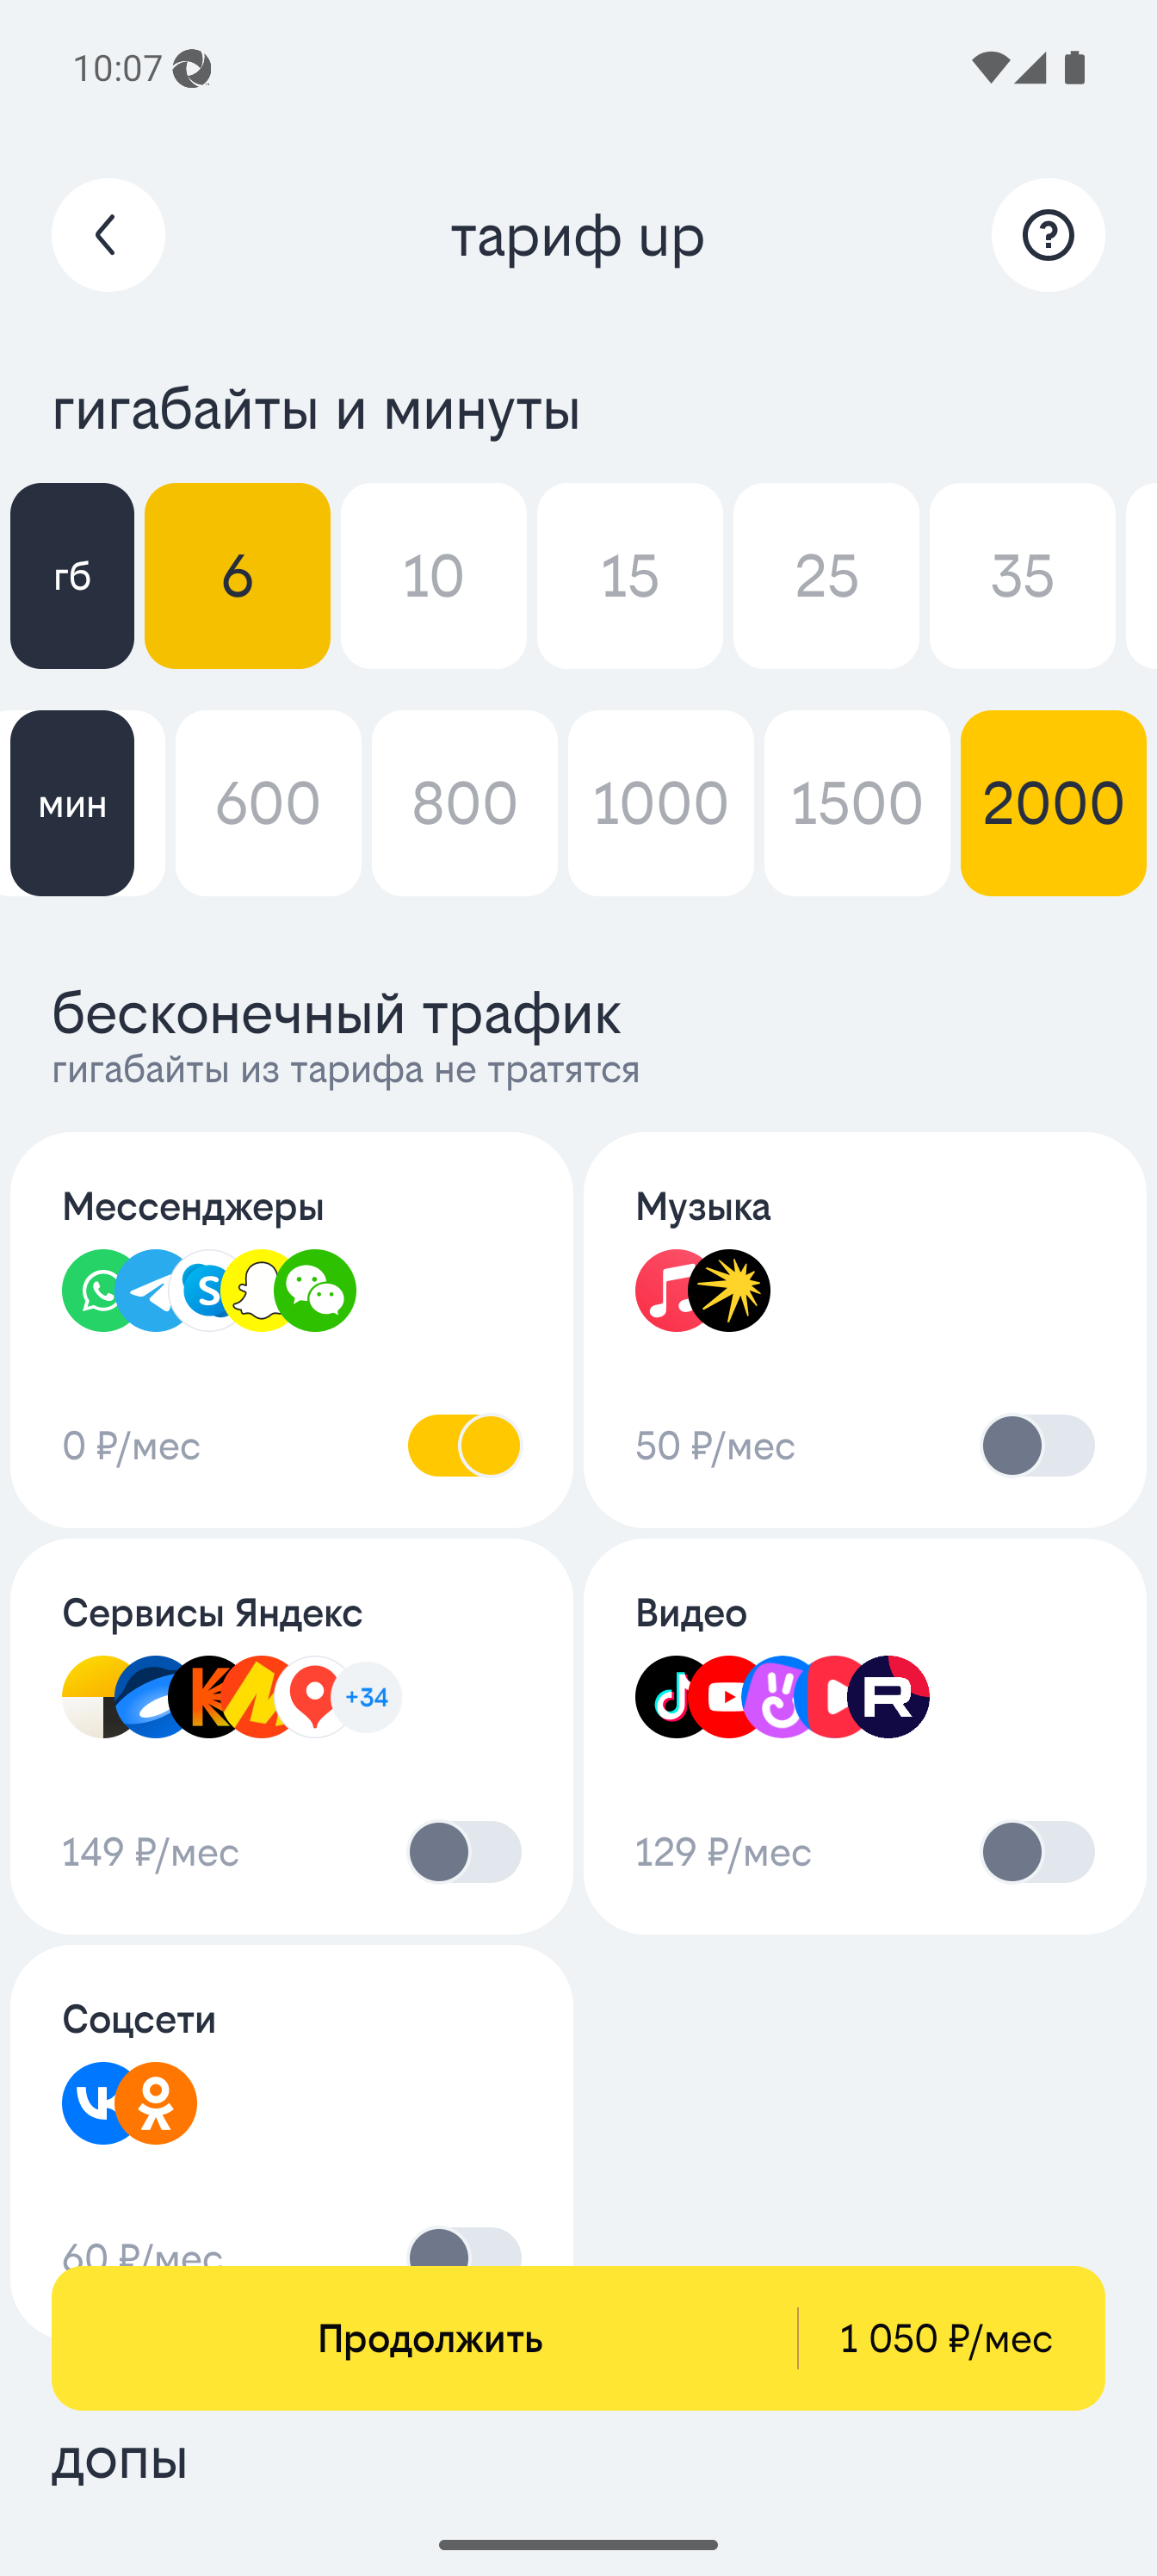 10:07
тариф up
гигабайты и минуты
гб 6 10 15 25 35
мин 600 800 1000 1500 2000
бесконечный трафик
гигабайты из тарифа не тратятся
Мессенджеры
0 ₽/мес
Музыка
50 ₽/мес
Сервисы Яндекс
+34
149 ₽/мес
Видео
129 ₽/мес
Соцсети
60 ₽/мес
Продолжить 1 050 ₽/мес
допы